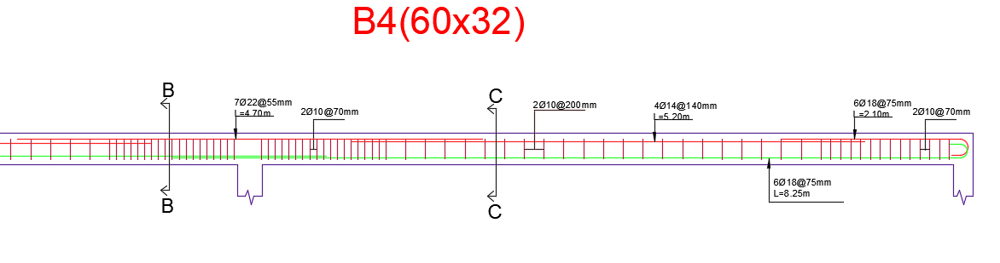 B4(60x32)
B
C
7Ø22@55mm
L=4.70m
2Ø10@70mm
2Ø10@200mm
4Ø14@140mm
L=5.20m
6Ø18@75mm
L=2.10m
2Ø10@70mm
6Ø18@75mm
L=8.25m
B
C